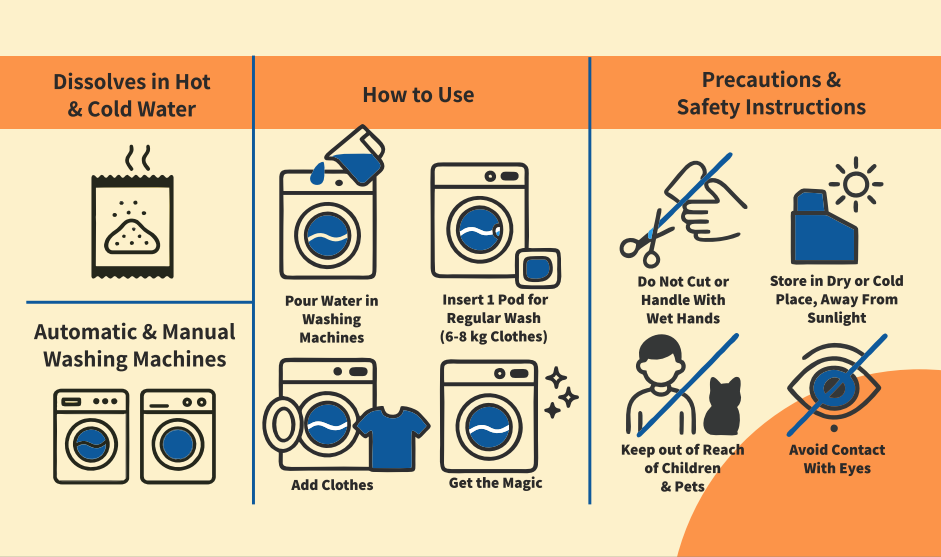 Dissolves in Hot
& Cold Water
Automatic & Manual
Washing Machines
How to Use
Pour Water in
Washing
Machines
Insert 1 Pod for
Regular Wash
(6-8 kg Clothes)
Add Clothes
Get the Magic
Precautions &
Safety Instructions
Do Not Cut or
Handle With
Wet Hands
Store in Dry or Cold
Place, Away From
Sunlight
Keep out of Reach
of Children
& Pets
Avoid Contact
With Eyes